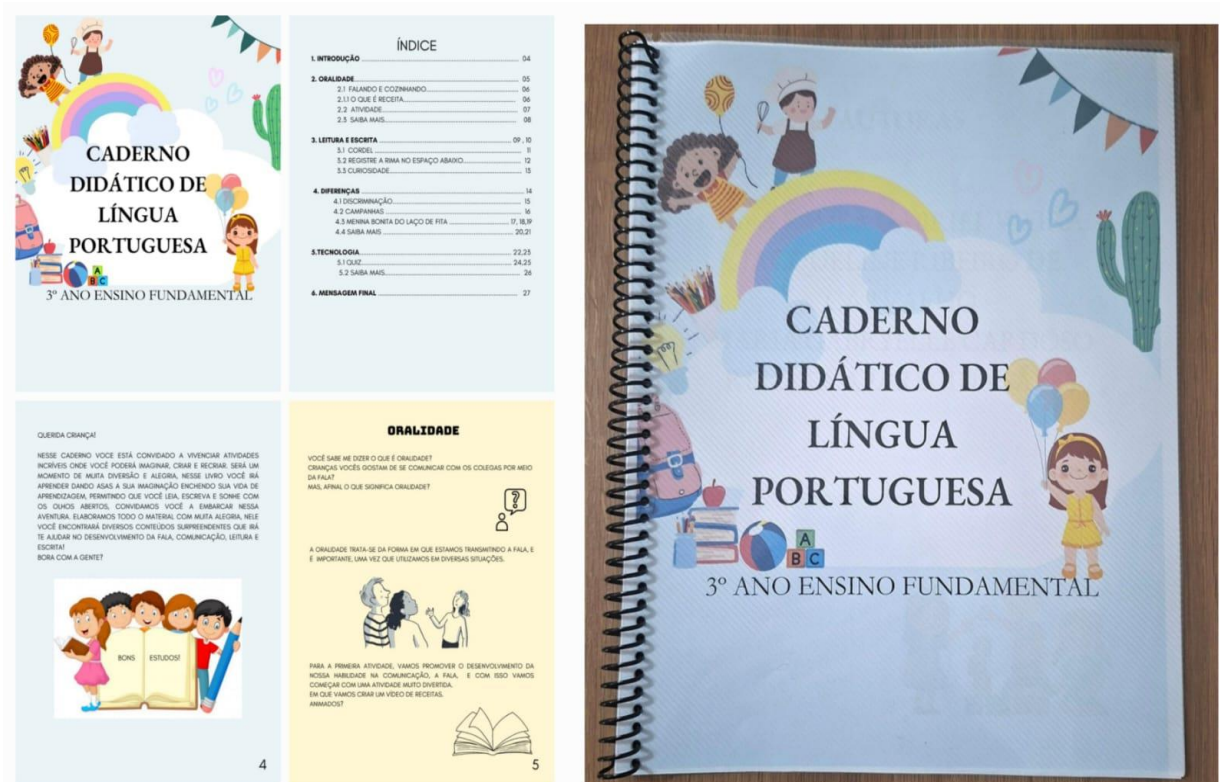 CADERNO
DIDÁTICO DE
LÍNGUA
PORTUGUESA
A
B C
3º ANO ENSINO FUNDAMENTAL
ÍNDICE
1. INTRODUÇÃO ........ 04
2. ORALIDADE........ 05
2.1 FALANDO E COZINHANDO........ 06
2.1.1 O QUE É RECEITA........ 06
2.2 ATIVIDADE........ 07
2.3 SAIBA MAIS........ 08
3. LEITURA E ESCRITA ........ 09 , 10
3.1 CORDEL ........ 11
3.2 REGISTRE A RIMA NO ESPAÇO ABAIXO........ 12
3.3 CURIOSIDADE........ 13
4. DIFERENÇAS ........ 14
4.1 DISCRIMINAÇÃO........ 15
4.2 CAMPANHAS ........ 16
4.3 MENINA BONITA DO LAÇO DE FITA ........ 17, 18,19
4.4 SAIBA MAIS ........ 20,21
5.TECNOLOGIA........ 22,23
5.1 QUIZ........ 24,25
5.2 SAIBA MAIS........ 26
6. MENSAGEM FINAL ........ 27
QUERIDA CRIANÇA!
NESSE CADERNO VOCE ESTÁ CONVIDADO A VIVENCIAR ATIVIDADES
INCRÍVEIS ONDE VOCÊ PODERÁ IMAGINAR, CRIAR E RECRIAR. SERÁ UM
MOMENTO DE MUITA DIVERSÃO E ALEGRIA, NESSE LIVRO VOCÊ IRÁ
APRENDER DANDO ASAS A SUA IMAGINAÇÃO ENCHENDO SUA VIDA DE
APRENDIZAGEM, PERMITINDO QUE VOCÊ LEIA, ESCREVA E SONHE COM
OS OLHOS ABERTOS, CONVIDAMOS VOCÊ A EMBARCAR NESSA
AVENTURA. ELABORAMOS TODO O MATERIAL COM MUITA ALEGRIA, NELE
VOCÊ ENCONTRARÁ DIVERSOS CONTEÚDOS SURPREENDENTES QUE IRÁ
TE AJUDAR NO DESENVOLVIMENTO DA FALA, COMUNICAÇÃO, LEITURA E
ESCRITA!
BORA COM A GENTE?
BONS ESTUDOS!
4
ORALIDADE
VOCÊ SABE ME DIZER O QUE É ORALIDADE?
CRIANÇAS VOCÊS GOSTAM DE SE COMUNICAR COM OS COLEGAS POR MEIO
DA FALA?
MAS, AFINAL O QUE SIGNIFICA ORALIDADE?
?
A ORALIDADE TRATA-SE DA FORMA EM QUE ESTAMOS TRANSMITINDO A FALA, E
É IMPORTANTE, UMA VEZ QUE UTILIZAMOS EM DIVERSAS SITUAÇÕES.
PARA A PRIMEIRA ATIVIDADE, VAMOS PROMOVER O DESENVOLVIMENTO DA
NOSSA HABILIDADE NA COMUNICAÇÃO, A FALA, E COM ISSO VAMOS
COMEÇAR COM UMA ATIVIDADE MUITO DIVERTIDA.
EM QUE VAMOS CRIAR UM VÍDEO DE RECEITAS.
ANIMADOS?
5
CADERNO
DIDÁTICO DE
LÍNGUA
PORTUGUESA
A
B C
3º ANO ENSINO FUNDAMENTAL